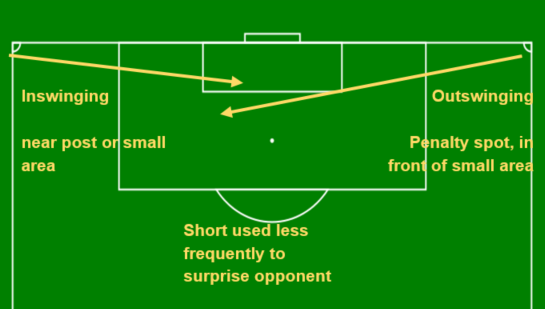 Inswinging
near post or small
area
Outswinging
Penalty spot, in
front of small area
Short used less
frequently to
surprise opponent